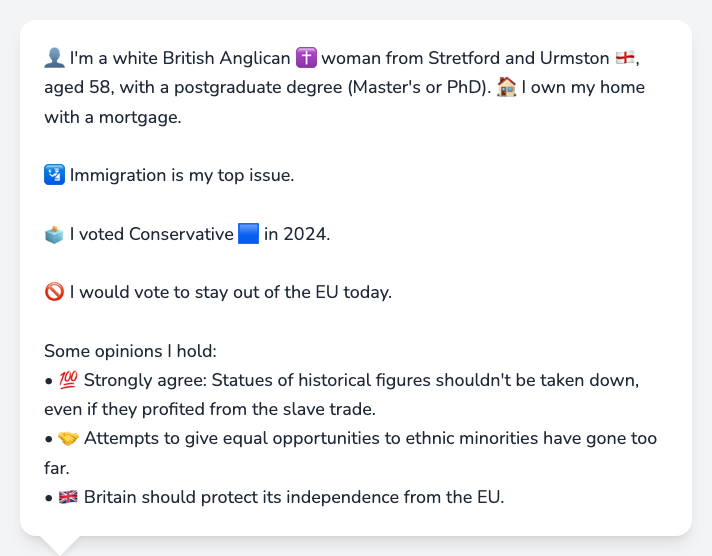 👤 I'm a white British Anglican ✝️ woman from Stretford and Urmston 🏴󠁧󠁢󠁥󠁮󠁧󠁿,
aged 58, with a postgraduate degree (Master's or PhD). 🏠 I own my home
with a mortgage.
🛂 Immigration is my top issue.
🗳️ I voted Conservative 🟦 in 2024.
🚫 I would vote to stay out of the EU today.
Some opinions I hold:
• 💯 Strongly agree: Statues of historical figures shouldn't be taken down,
even if they profited from the slave trade.
• 🤝 Attempts to give equal opportunities to ethnic minorities have gone too
far.
• 🇬🇧 Britain should protect its independence from the EU.